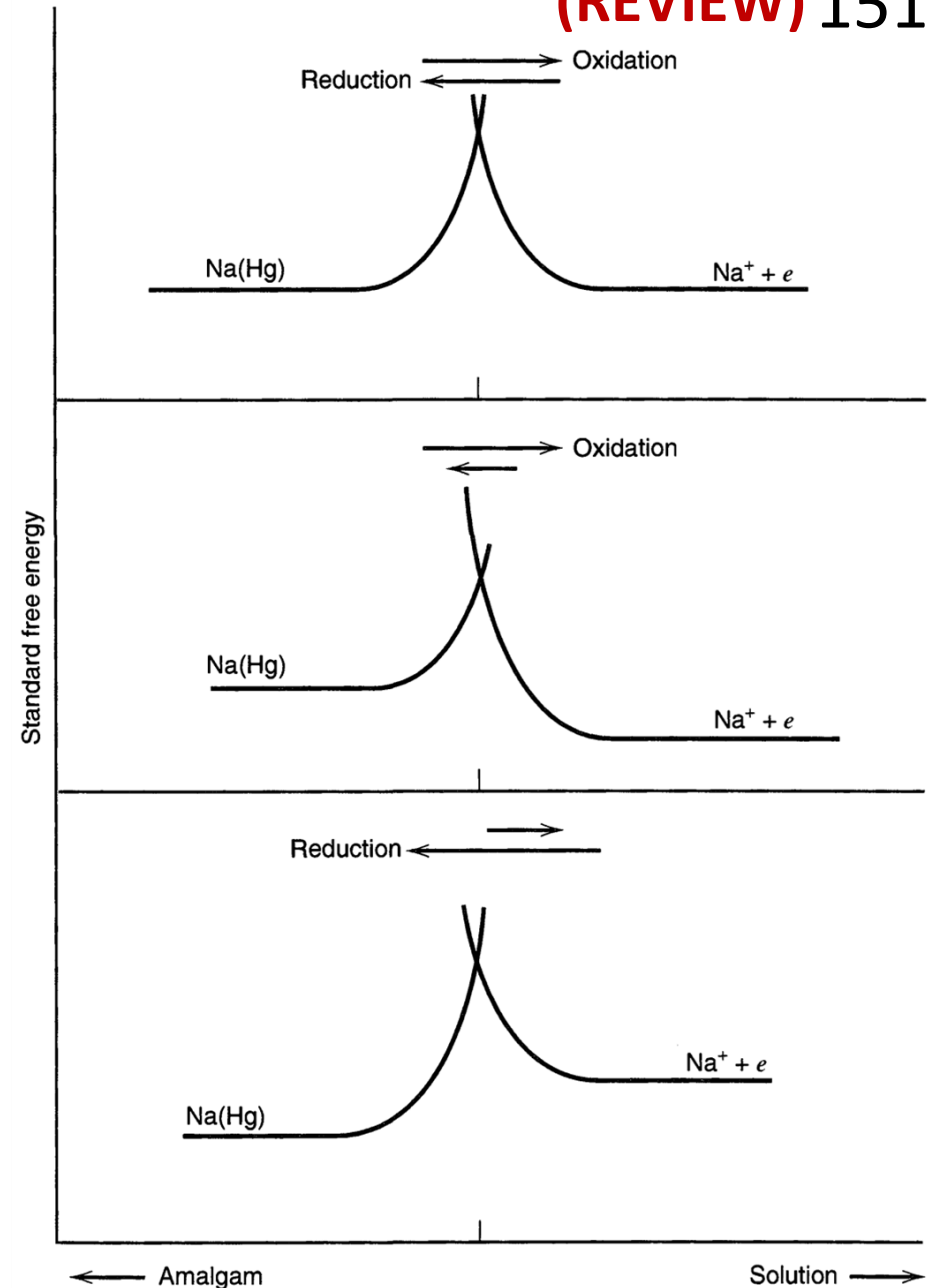 (REVIEW) 151
Oxidation
Reduction
Na(Hg)
Na⁺ + e
Oxidation
Na(Hg)
Na⁺ + e
Standard free energy
Reduction
Na(Hg)
Na⁺ + e
Amalgam
Solution